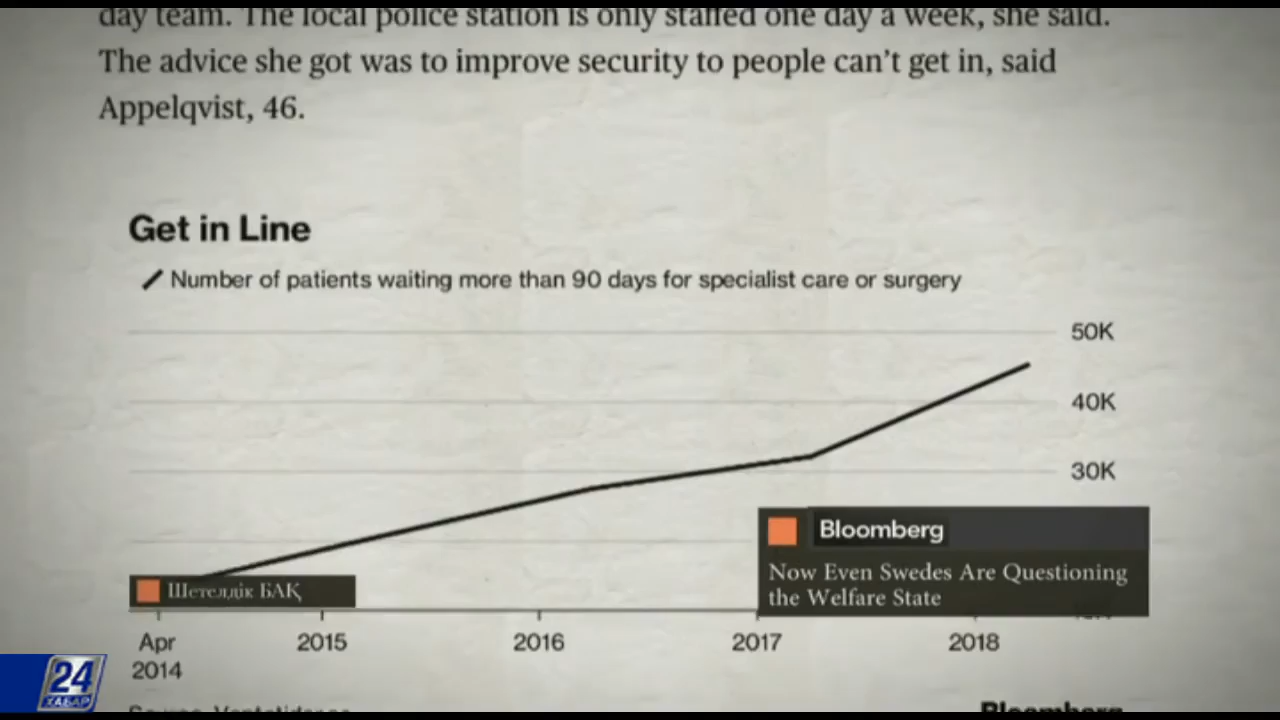 day team. The local police station is only staffed one day a week, she said.
The advice she got was to improve security to people can't get in, said
Appelqvist, 46.
Get in Line
Number of patients waiting more than 90 days for specialist care or surgery
50K
40K
30K
Bloomberg
Now Even Swedes Are Questioning
the Welfare State
Шетелдік БАҚ
Apr
2014
2015
2016
2017
2018
24
ХАБАР
Bloomberg